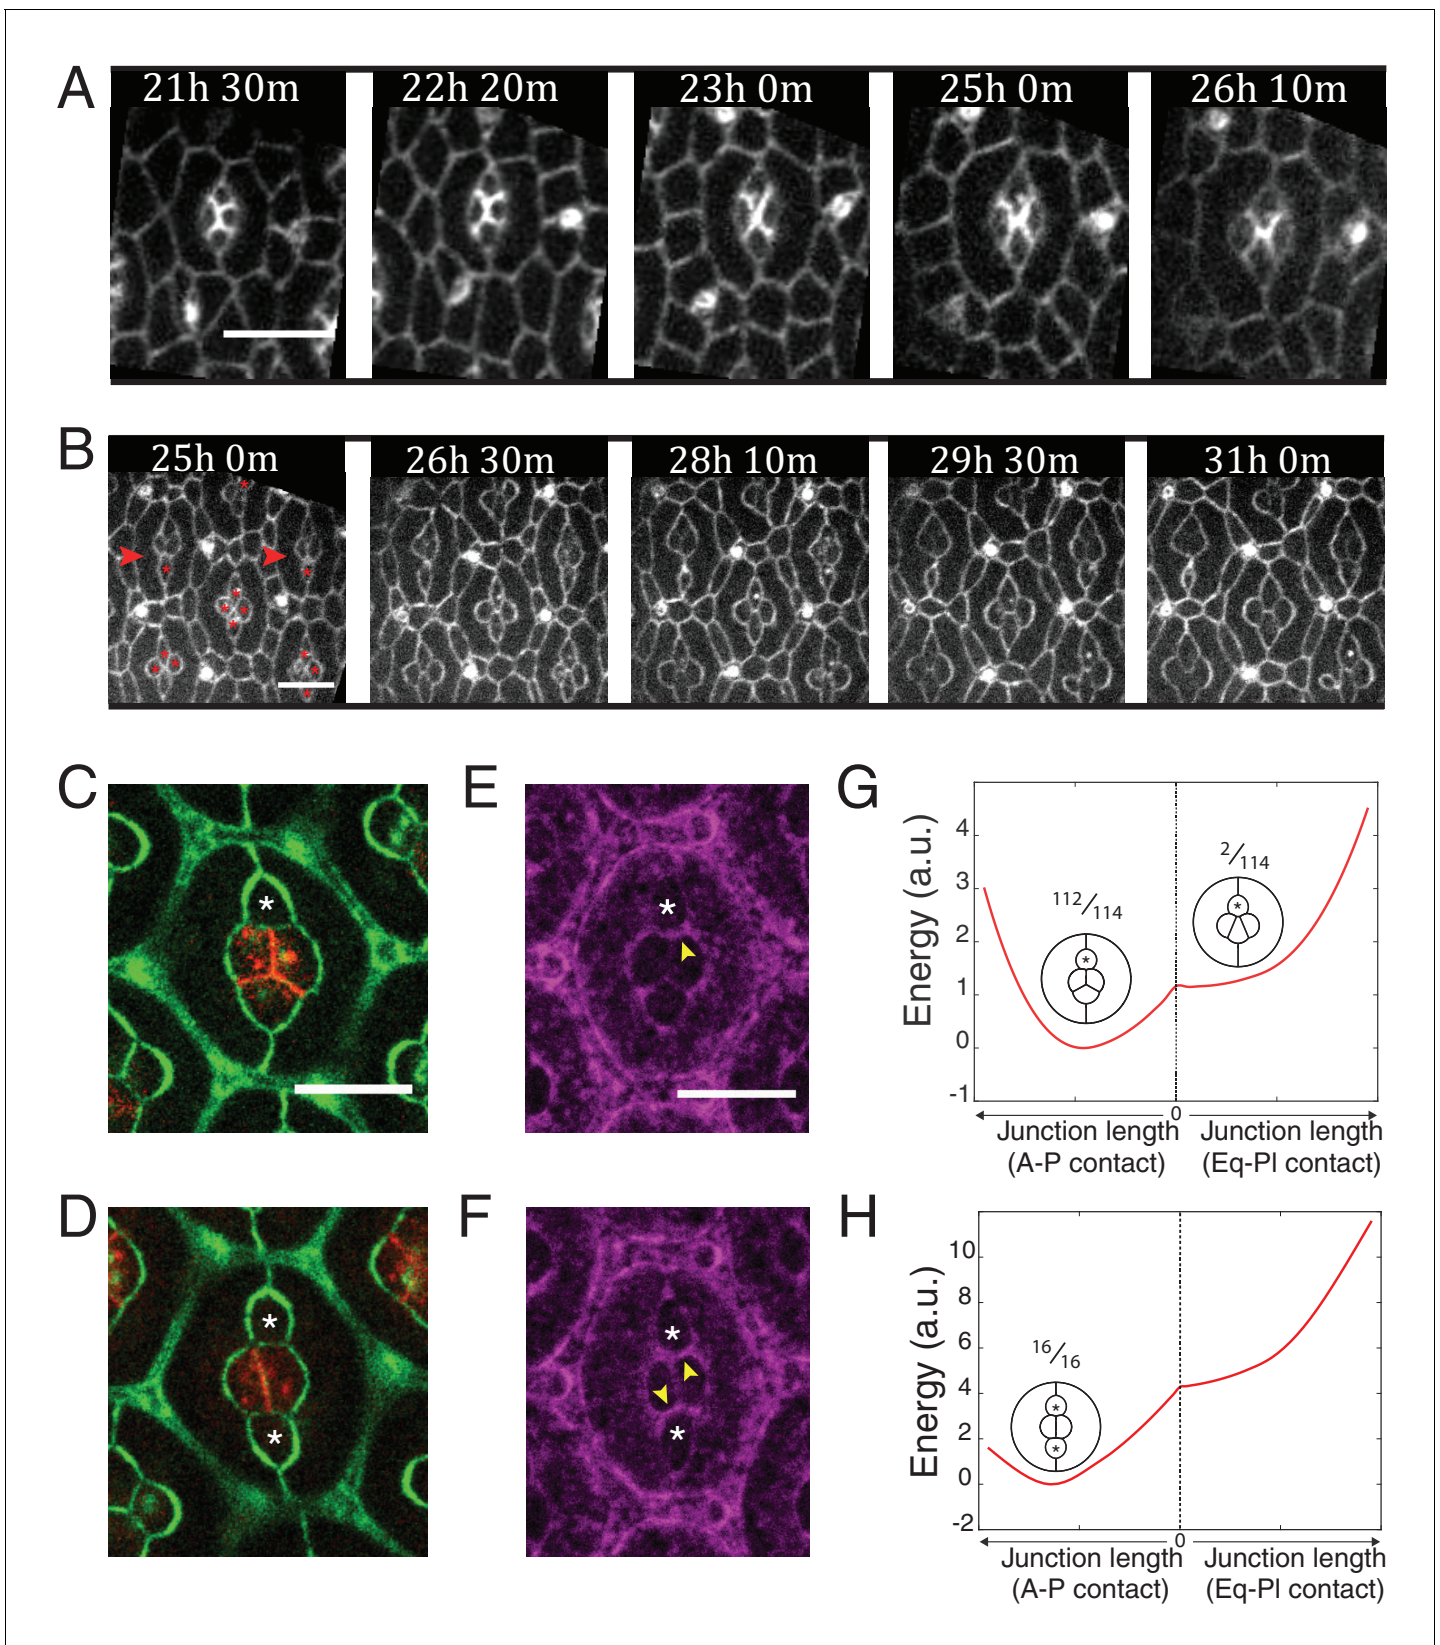 A
21h 30m
22h 20m
23h 0m
25h 0m
26h 10m
B
25h 0m
26h 30m
28h 10m
29h 30m
31h 0m
*
*
*
*
*
*
*
*
*
*
*
*
*
C
*
E
*
G
Energy (a.u.)
4
3
2
1
0
-1
112/114
*
2/114
*
0
Junction length
(A-P contact)
Junction length
(Eq-Pl contact)
D
*
*
F
*
*
H
Energy (a.u.)
10
8
6
4
2
0
-2
16/16
*
*
0
Junction length
(A-P contact)
Junction length
(Eq-Pl contact)